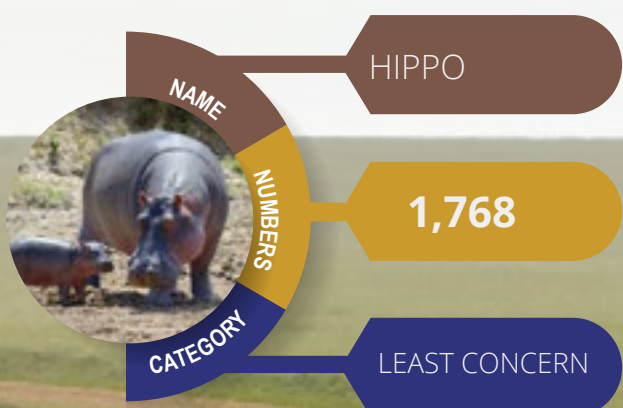 NAME
HIPPO
NUMBERS
1,768
CATEGORY
LEAST CONCERN